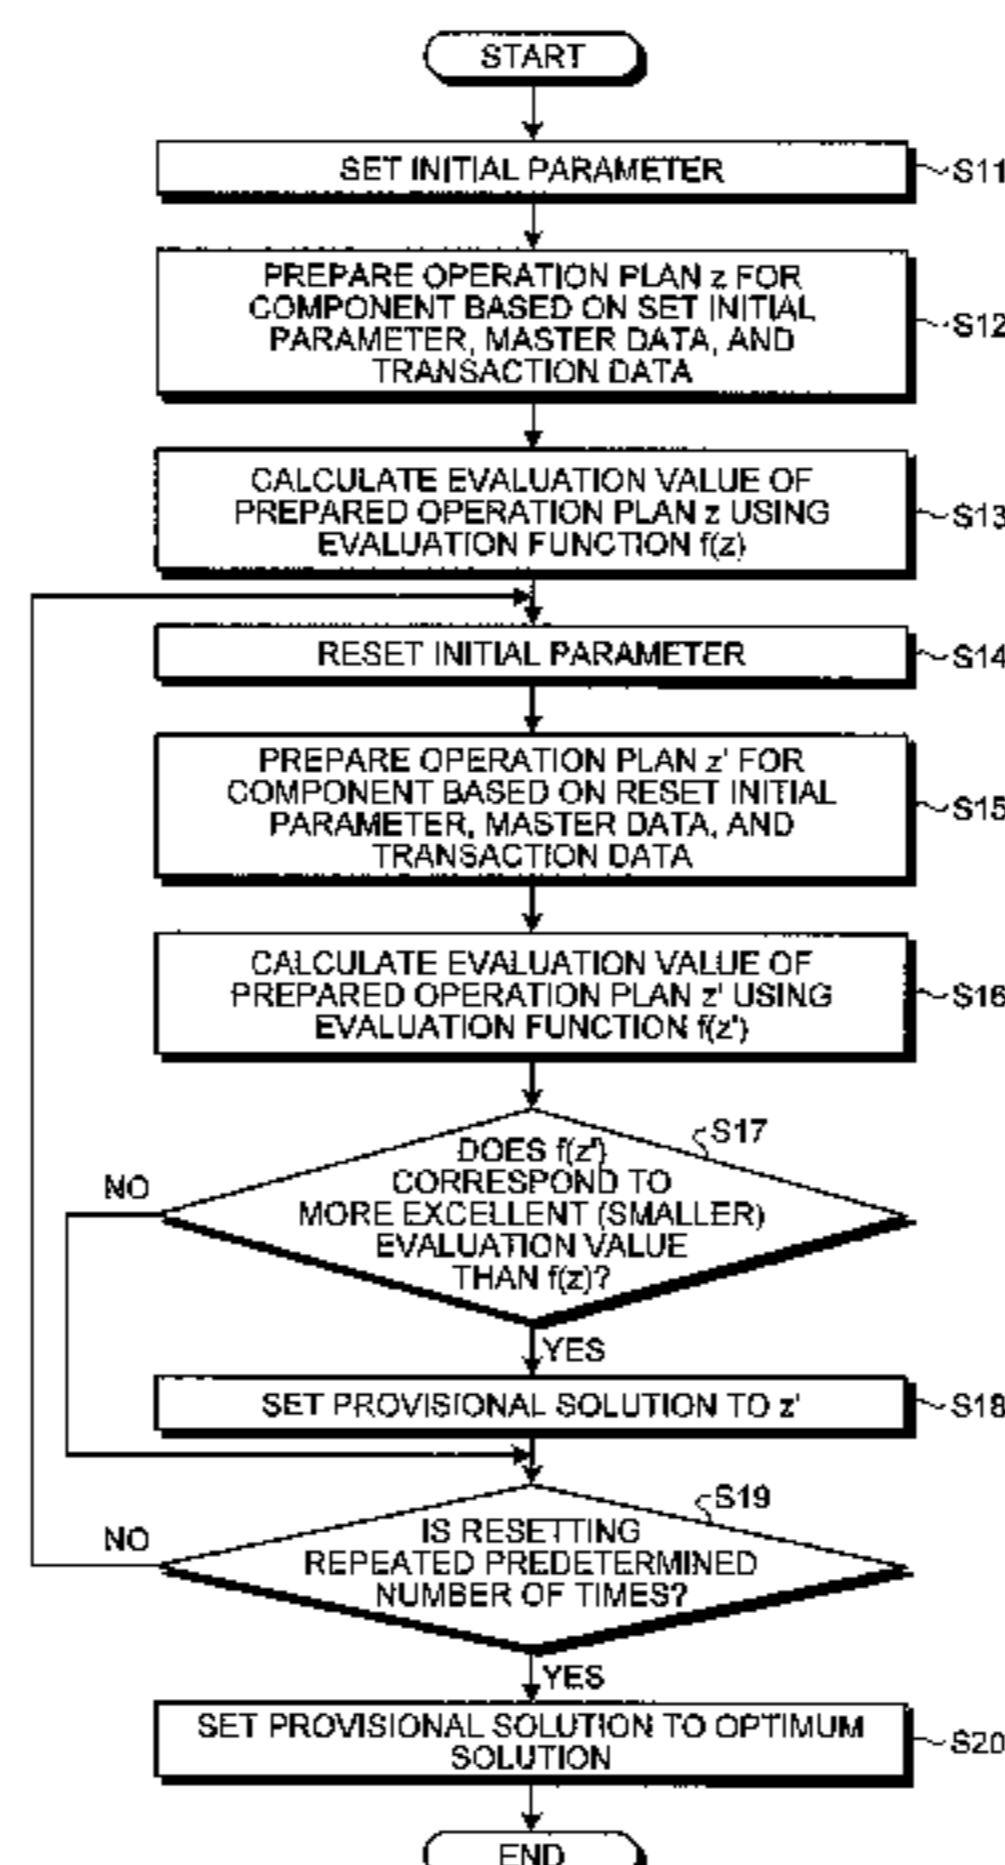 START
SET INITIAL PARAMETER
S11
PREPARE OPERATION PLAN z FOR
COMPONENT BASED ON SET INITIAL
PARAMETER, MASTER DATA, AND
TRANSACTION DATA
S12
CALCULATE EVALUATION VALUE OF
PREPARED OPERATION PLAN z USING
EVALUATION FUNCTION f(z)
S13
RESET INITIAL PARAMETER
S14
PREPARE OPERATION PLAN z' FOR
COMPONENT BASED ON RESET INITIAL
PARAMETER, MASTER DATA, AND
TRANSACTION DATA
S15
CALCULATE EVALUATION VALUE OF
PREPARED OPERATION PLAN z' USING
EVALUATION FUNCTION f(z')
S16
S17
DOES f(z')
CORRESPOND TO
MORE EXCELLENT (SMALLER)
EVALUATION VALUE
THAN f(z)?
NO
YES
SET PROVISIONAL SOLUTION TO z'
S18
S19
IS RESETTING
REPEATED PREDETERMINED
NUMBER OF TIMES?
NO
YES
SET PROVISIONAL SOLUTION TO OPTIMUM
SOLUTION
S20
END